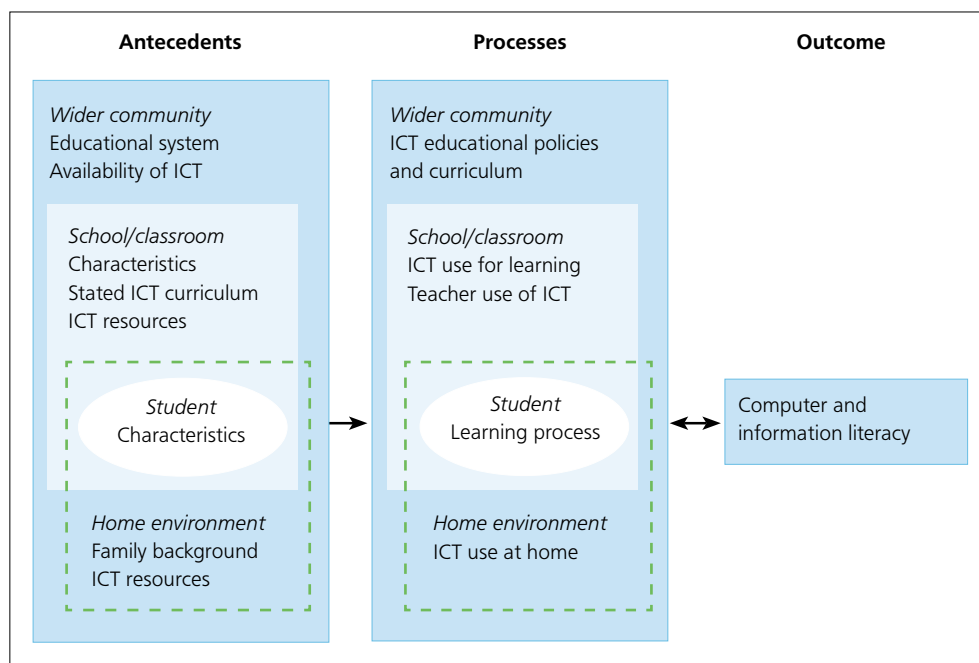 Antecedents
Processes
Outcome
Wider community
Educational system
Availability of ICT
School/classroom
Characteristics
Stated ICT curriculum
ICT resources
Student
Characteristics
Home environment
Family background
ICT resources
Wider community
ICT educational policies
and curriculum
School/classroom
ICT use for learning
Teacher use of ICT
Student
Learning process
Home environment
ICT use at home
Computer and
information literacy